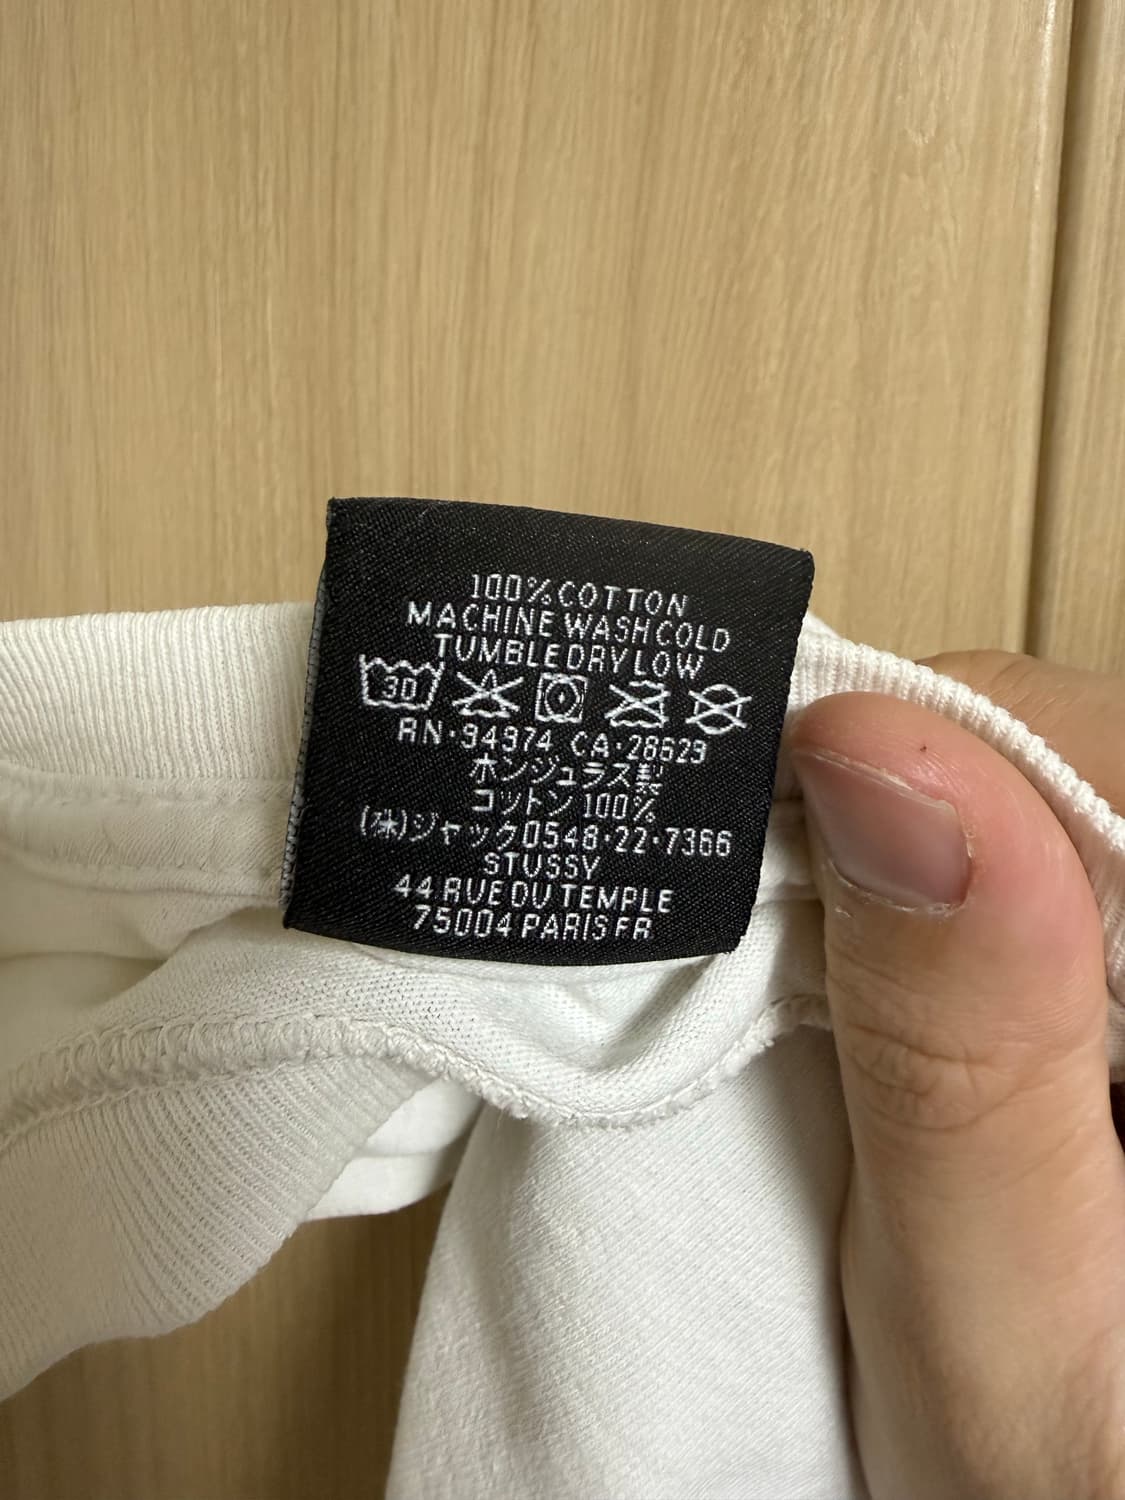 100% COTTON
MACHINE WASH COLD
TUMBLE DRY LOW
30
RN·94974 CA·28629
ホンジュラス製
コットン 100%
(株)ジャック0548·22·7366
STUSSY
44 RUE DU TEMPLE
75004 PARIS FR